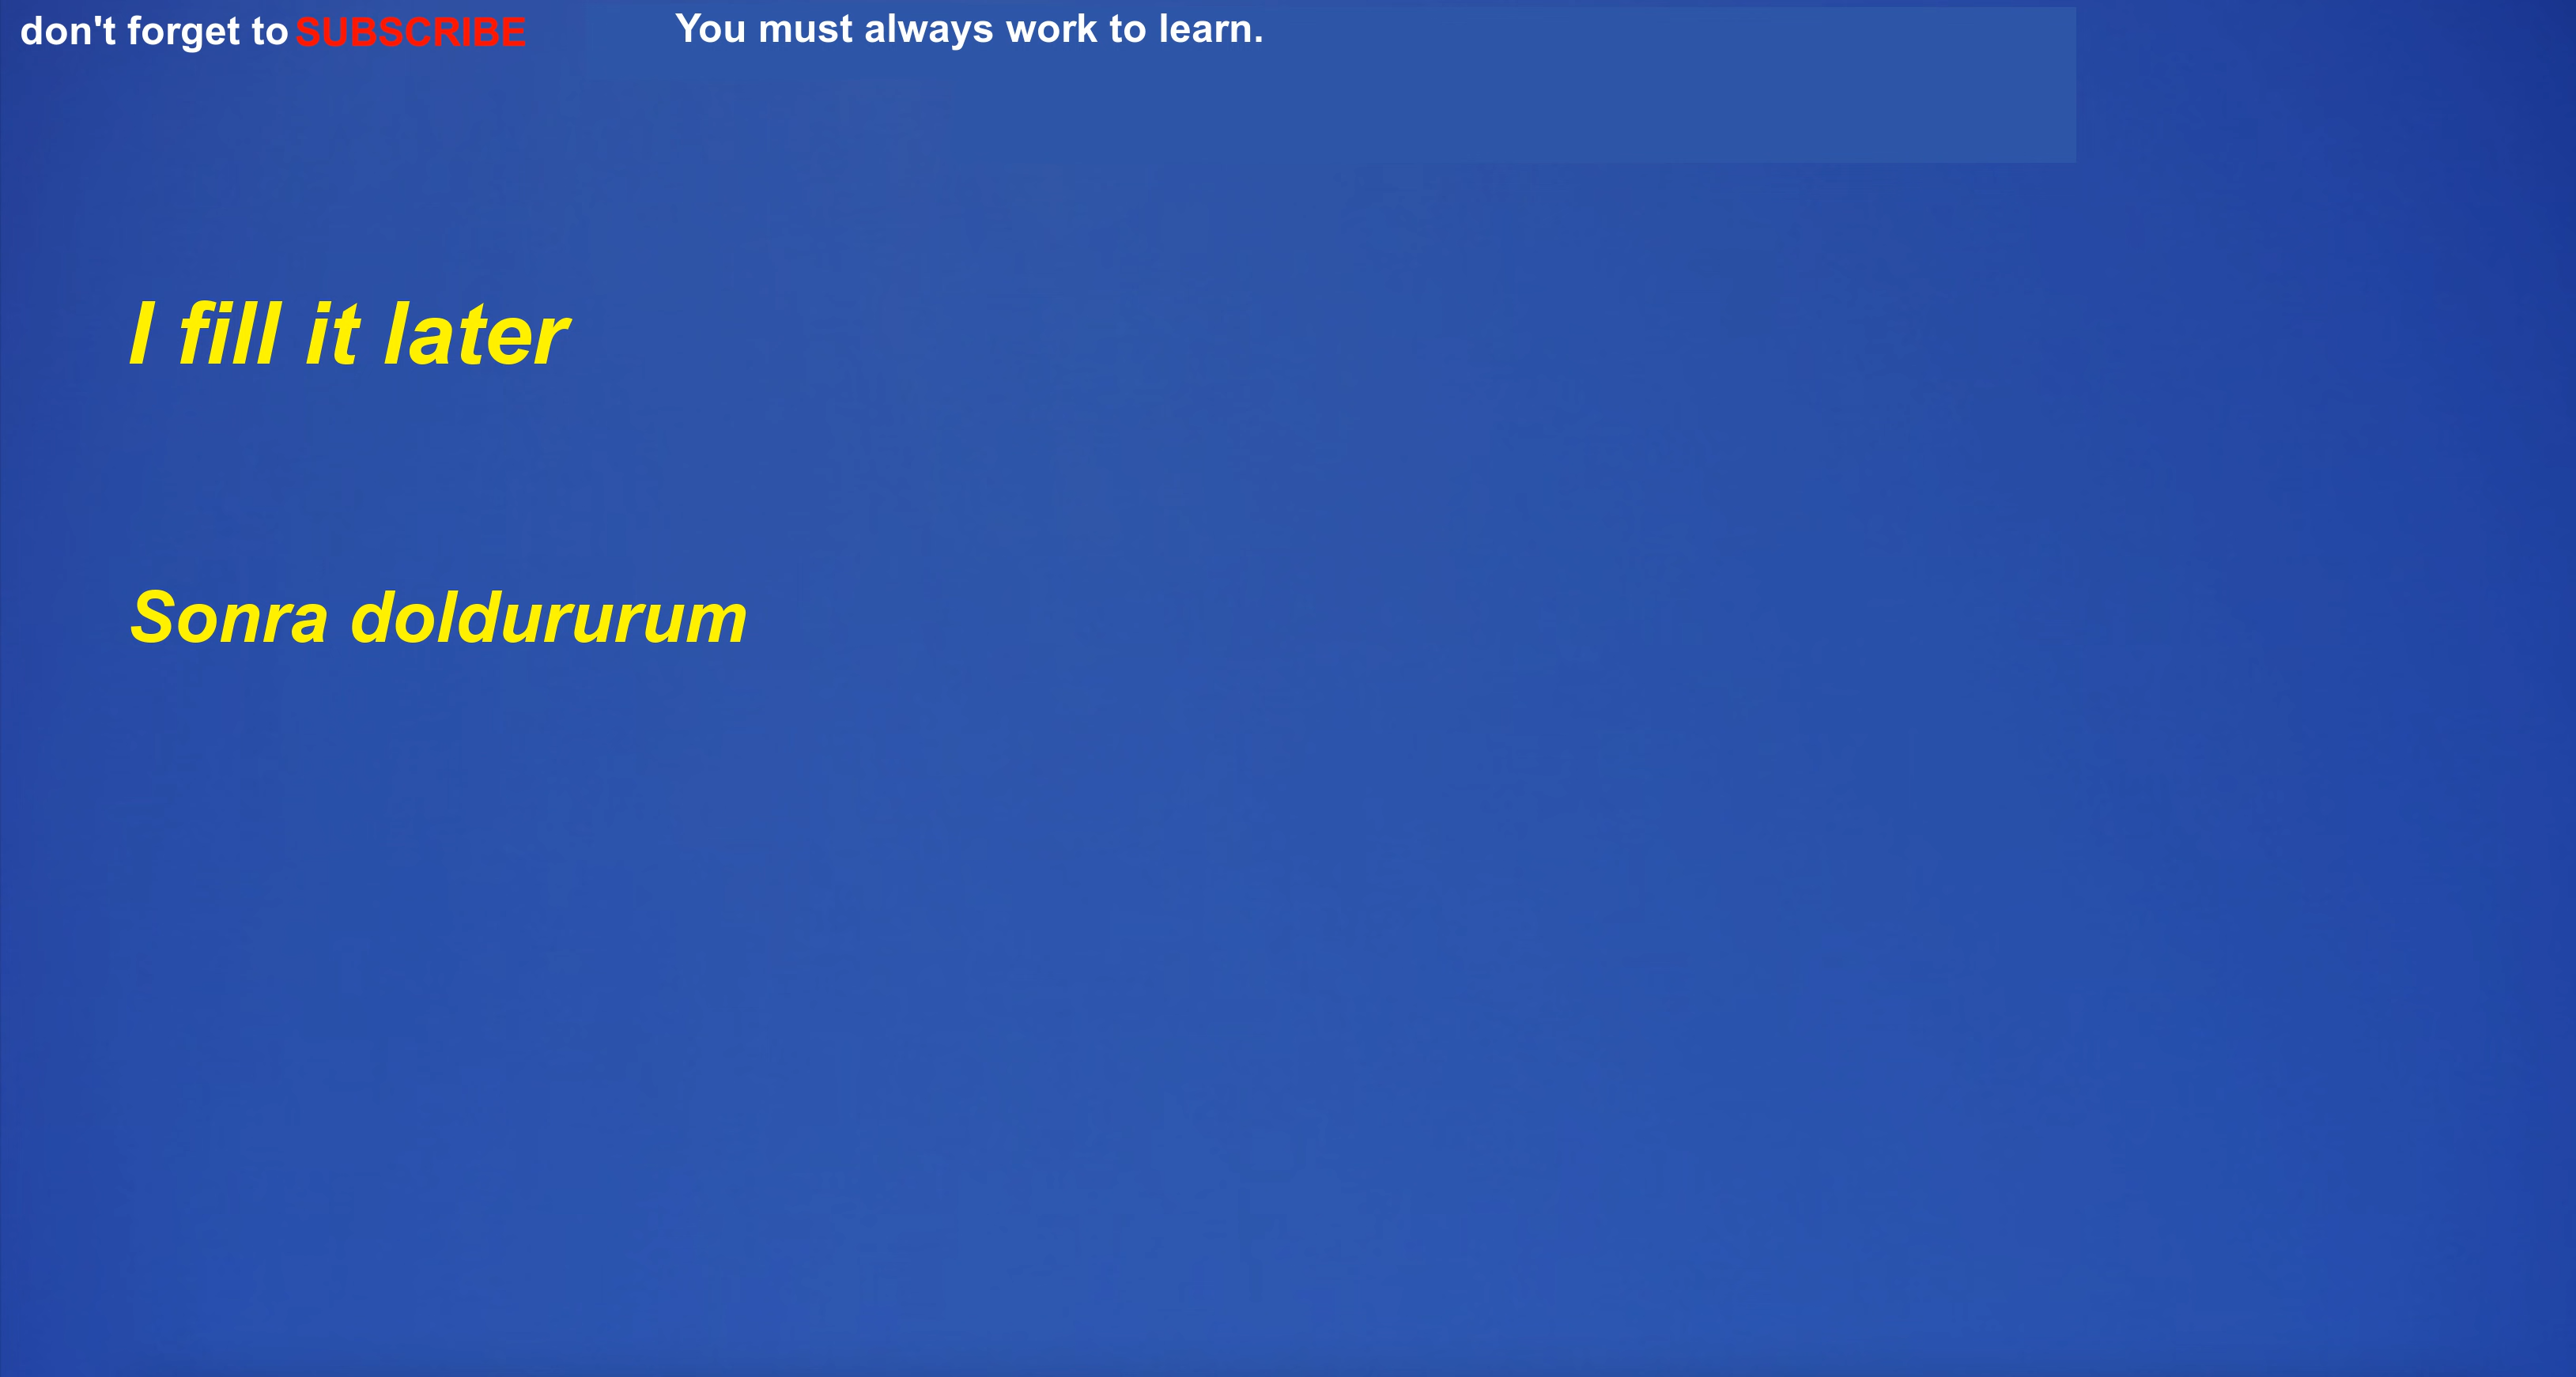 don't forget to SUBSCRIBE
You must always work to learn.
I fill it later
Sonra doldururum